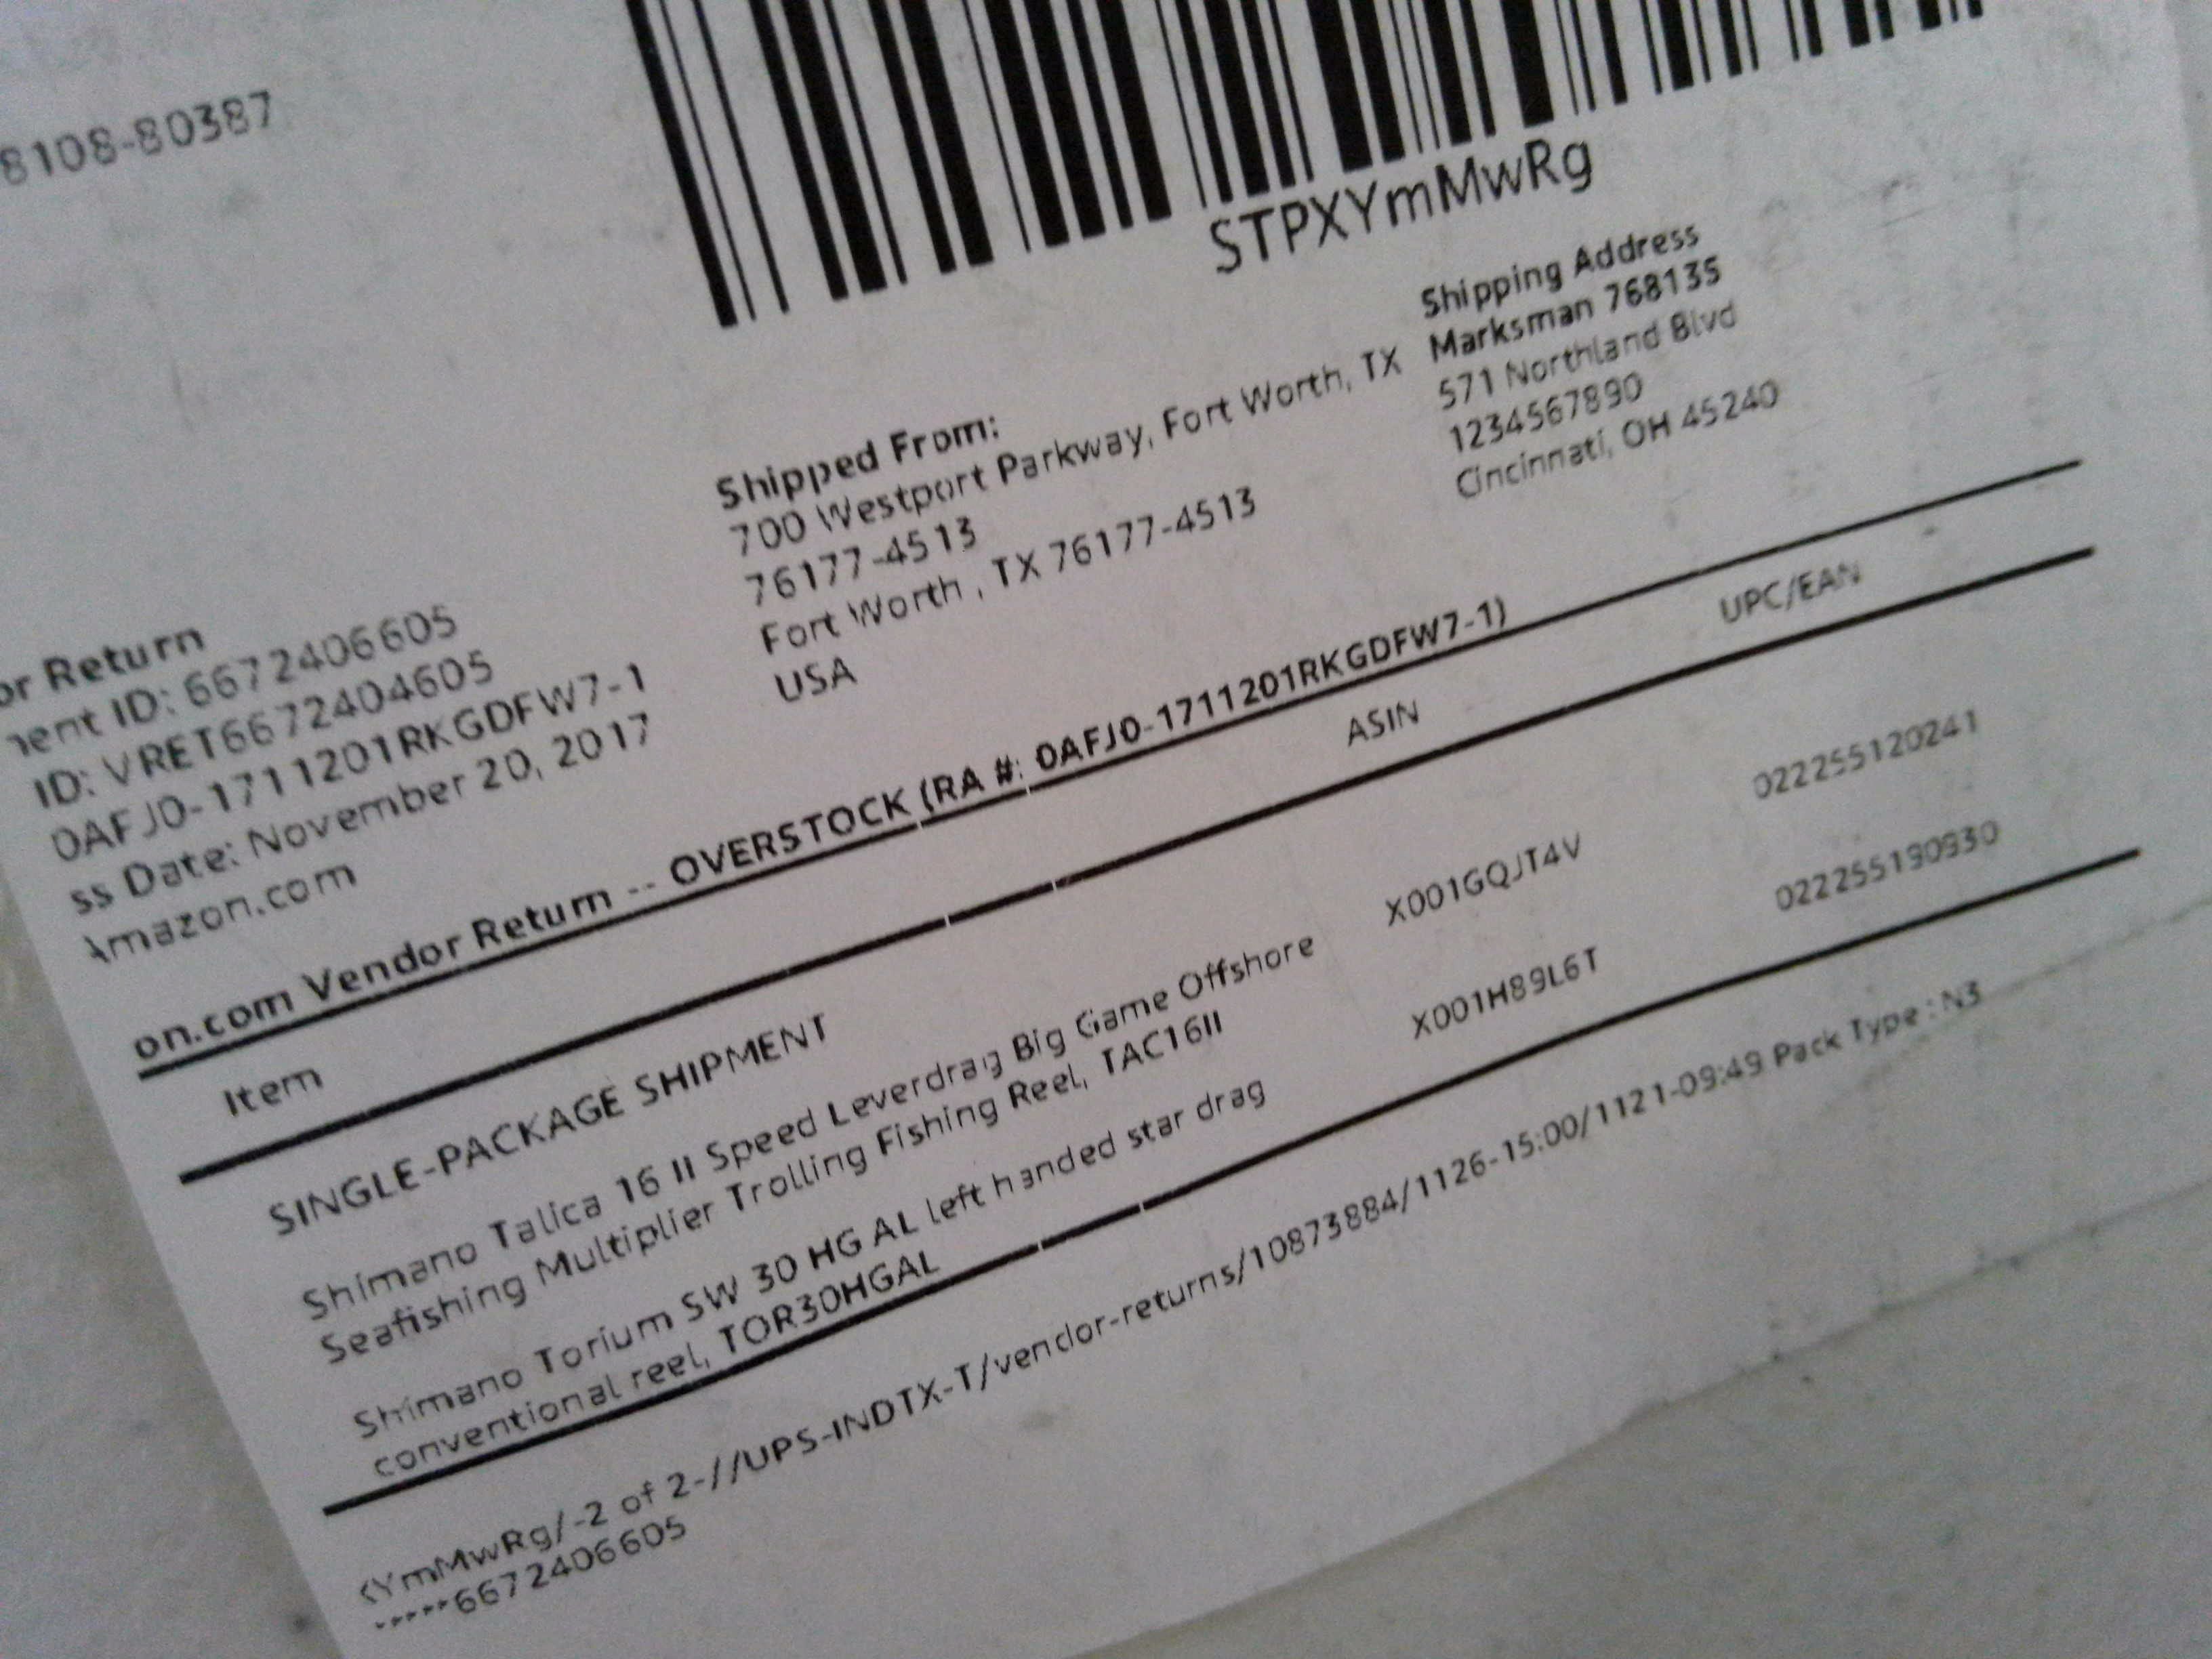 8108-80387
STPXYmMwRg
or Return
nent ID: 6672406605
ID: VRET6672404605
0AFJ0-1711201RKGDFW7-1
ss Date: November 20, 2017
Amazon.com
Shipped From:
700 Westport Parkway, Fort Worth, TX
76177-4513
Fort Worth , TX 76177-4513
USA
Shipping Address
Marksman 768135
571 Northland Blvd
1234567890
Cincinnati, OH 45240
on.com Vendor Return -- OVERSTOCK (RA #: 0AFJ0-1711201RKGDFW7-1)
Item ASIN UPC/EAN
SINGLE-PACKAGE SHIPMENT
Shimano Talica 16 II Speed Leverdrag Big Game Offshore X001GQJT4V 022255120241
Seafishing Multiplier Trolling Fishing Reel, TAC16II
Shimano Torium SW 30 HG AL left handed star drag X001H89L6T 022255190930
conventional reel, TOR30HGAL
YmMwRg/-2 of 2-//UPS-INDTX-T/vendor-returns/10873884/1126-15:00/1121-09:49 Pack Type : N3
6672406605